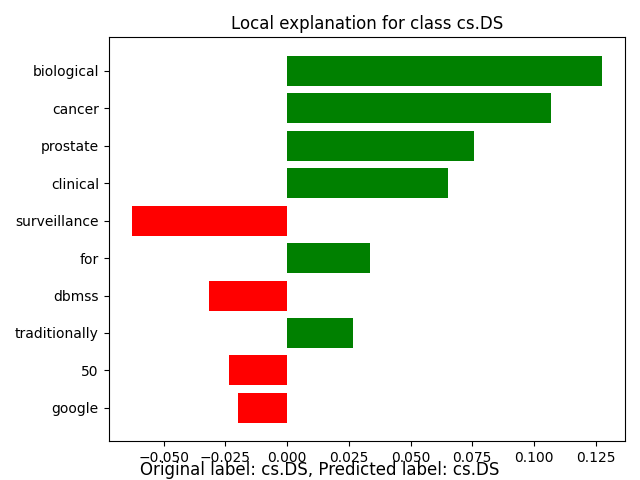 Local explanation for class cs.DS
biological
cancer
prostate
clinical
surveillance
for
dbmss
traditionally
50
google
−0.050 −0.025 0.000 0.025 0.050 0.075 0.100 0.125
Original label: cs.DS, Predicted label: cs.DS